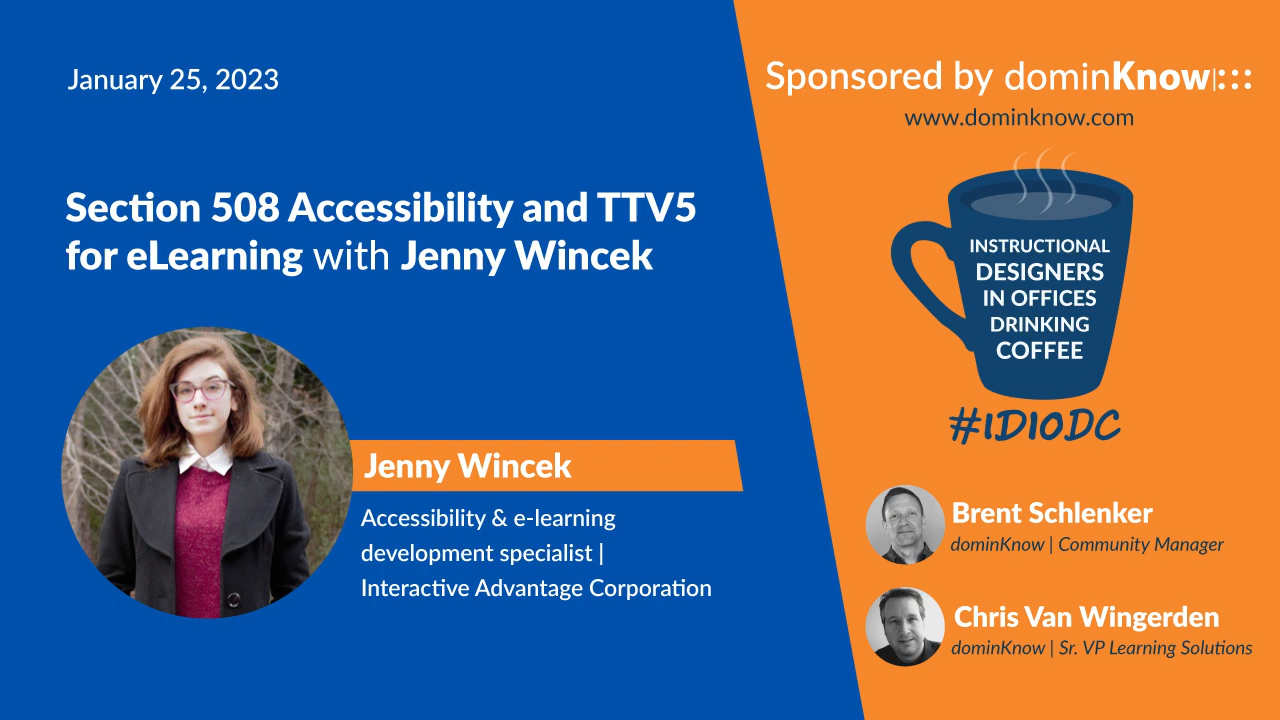 January 25, 2023
Section 508 Accessibility and TTV5
for eLearning with Jenny Wincek
Jenny Wincek
Accessibility & e-learning
development specialist |
Interactive Advantage Corporation
Sponsored by dominKnow|:::
www.dominknow.com
INSTRUCTIONAL
DESIGNERS
IN OFFICES
DRINKING
COFFEE
#IDIODC
Brent Schlenker
dominKnow | Community Manager
Chris Van Wingerden
dominKnow | Sr. VP Learning Solutions